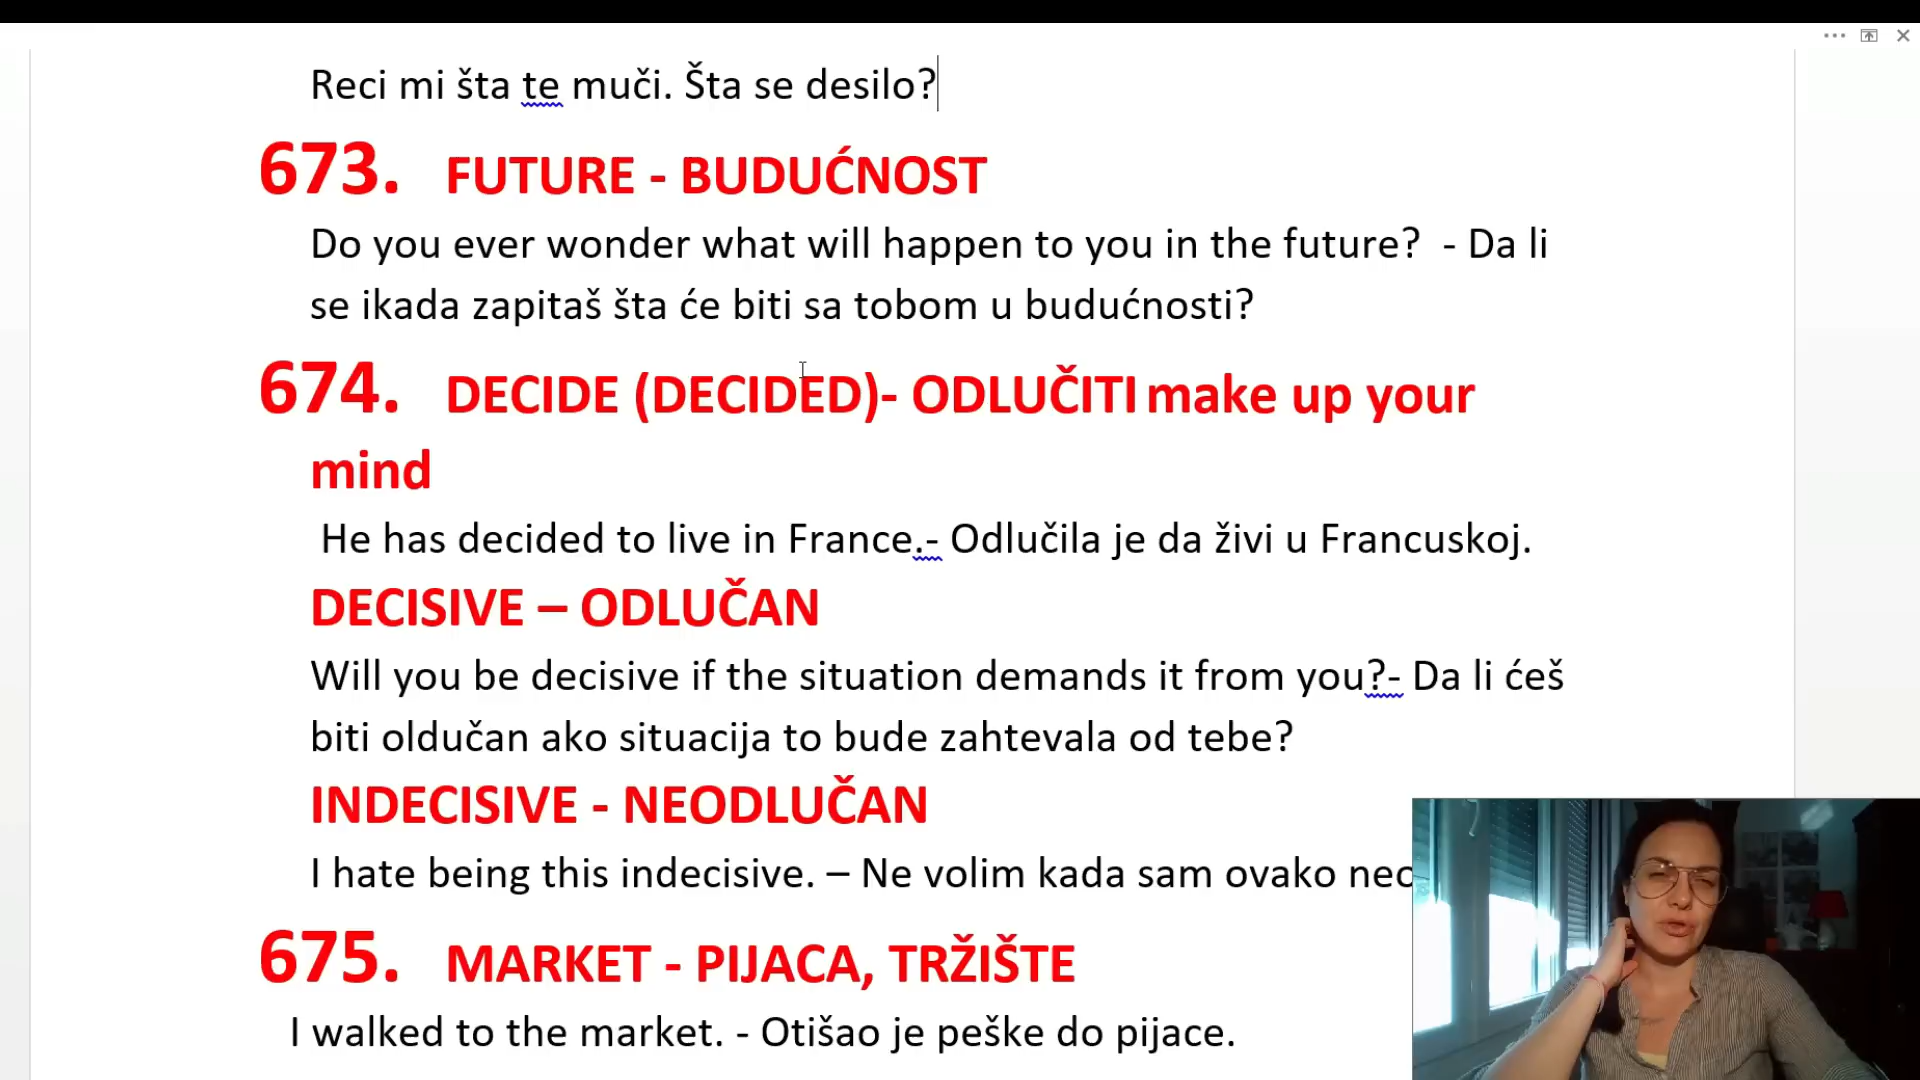 Reci mi šta te muči. Šta se desilo?
673. FUTURE - BUDUĆNOST
Do you ever wonder what will happen to you in the future?  - Da li
se ikada zapitaš šta će biti sa tobom u budućnosti?
674. DECIDE (DECIDED)- ODLUČITI make up your
mind
He has decided to live in France.- Odlučila je da živi u Francuskoj.
DECISIVE – ODLUČAN
Will you be decisive if the situation demands it from you?- Da li ćeš
biti oldučan ako situacija to bude zahtevala od tebe?
INDECISIVE - NEODLUČAN
I hate being this indecisive. – Ne volim kada sam ovako
675. MARKET - PIJACA, TRŽIŠTE
I walked to the market. - Otišao je peške do pijace.